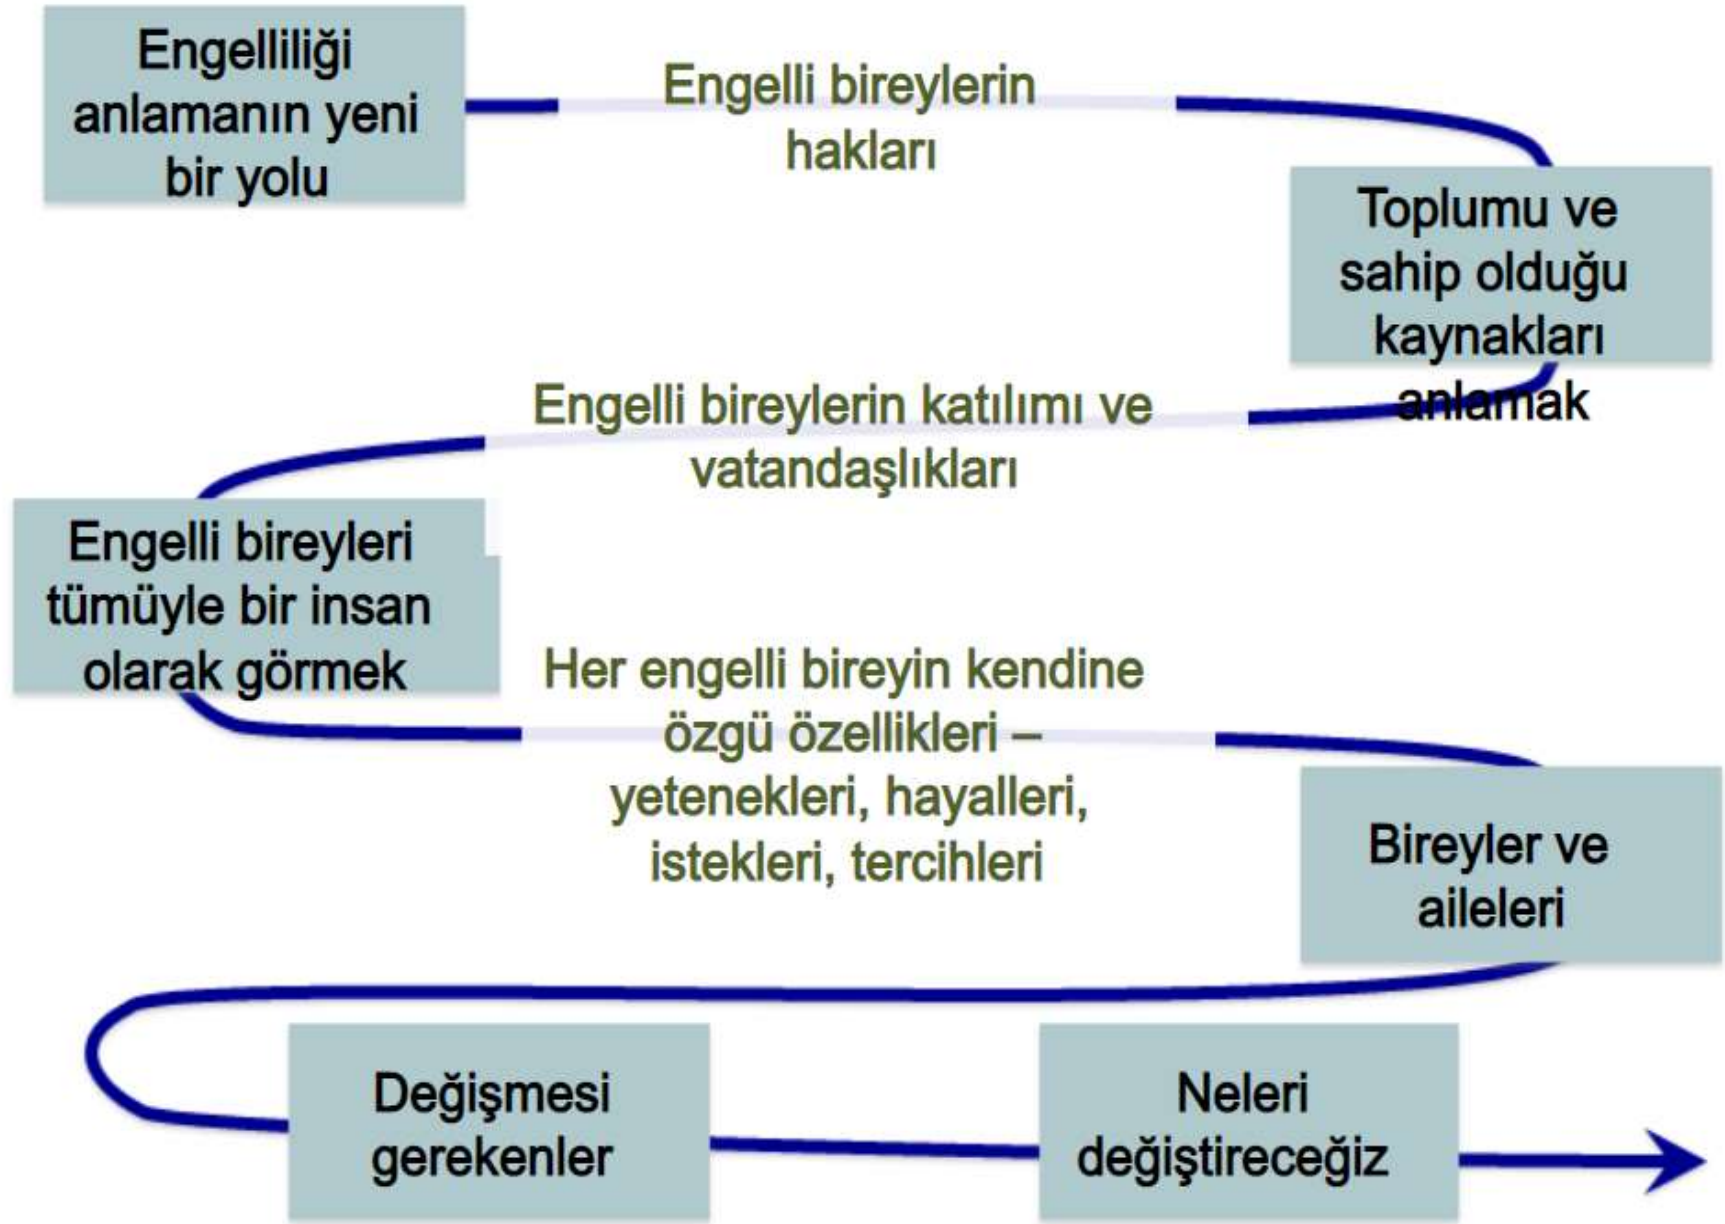 Engelliliği
anlamanın yeni
bir yolu
Engelli bireylerin
hakları
Toplumu ve
sahip olduğu
kaynakları
anlamak
Engelli bireylerin katılımı ve
vatandaşlıkları
Engelli bireyleri
tümüyle bir insan
olarak görmek
Her engelli bireyin kendine
özgü özellikleri –
yetenekleri, hayalleri,
istekleri, tercihleri
Bireyler ve
aileleri
Değişmesi
gerekenler
Neleri
değiştireceğiz